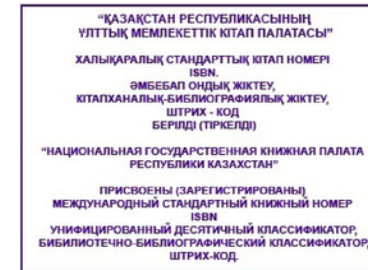 “ҚАЗАҚСТАН РЕСПУБЛИКАСЫНЫҢ
ҰЛТТЫҚ МЕМЛЕКЕТТІК КІТАП ПАЛАТАСЫ”
ХАЛЫҚАРАЛЫҚ СТАНДАРТТЫҚ КІТАП НОМЕРІ
ISBN.
ӘМБЕБАП ОНДЫҚ ЖІКТЕУ,
КІТАПХАНАЛЫҚ-БИБЛИОГРАФИЯЛЫҚ ЖІКТЕУ,
ШТРИХ - КОД
БЕРІЛДІ (ТІРКЕЛДІ)
“НАЦИОНАЛЬНАЯ ГОСУДАРСТВЕННАЯ КНИЖНАЯ ПАЛАТА
РЕСПУБЛИКИ КАЗАХСТАН”
ПРИСВОЕНЫ (ЗАРЕГИСТРИРОВАНЫ)
МЕЖДУНАРОДНЫЙ СТАНДАРТНЫЙ КНИЖНЫЙ НОМЕР
ISBN
УНИФИЦИРОВАННЫЙ ДЕСЯТИЧНЫЙ КЛАССИФИКАТОР,
БИБИЛИОТЕЧНО-БИБЛИОГРАФИЧЕСКИЙ КЛАССИФИКАТОР,
ШТРИХ-КОД.